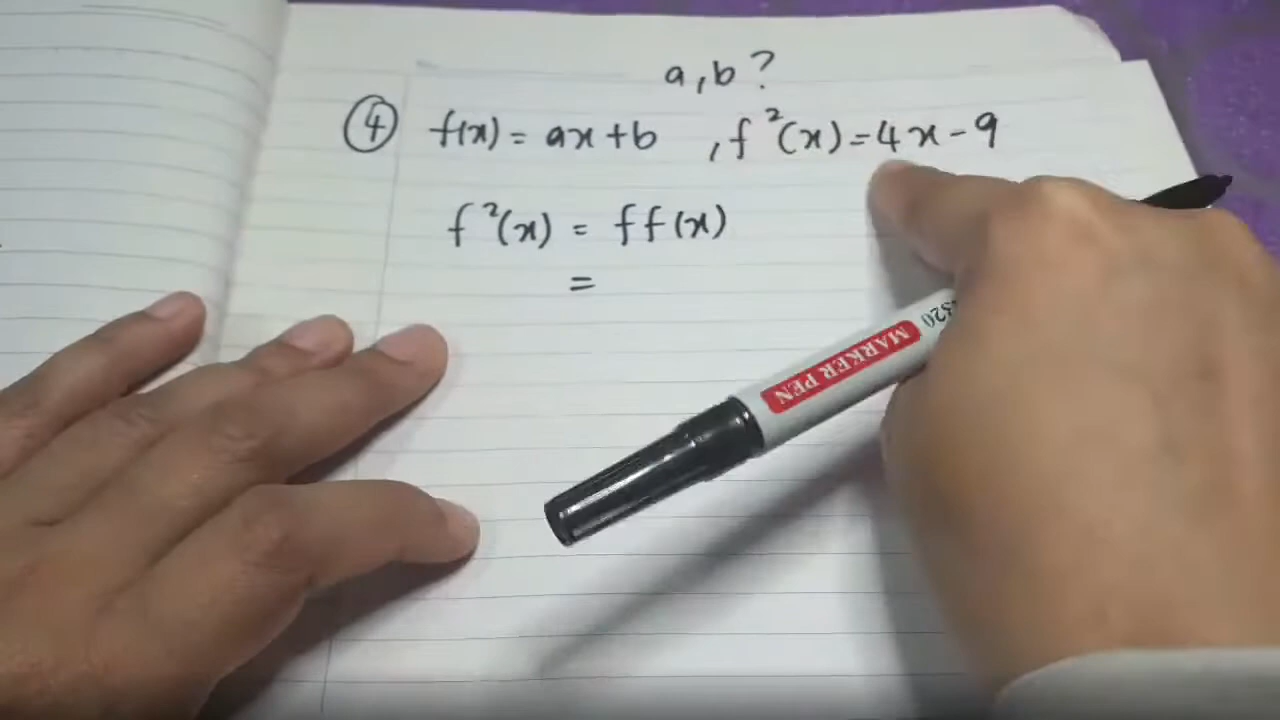 a, b ?
④ f(x) = ax + b , f²(x) = 4x - 9
f²(x) = ff(x)
=
MARKER PEN